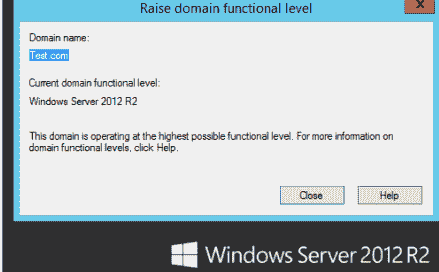 Raise domain functional level
x
Domain name:
Test.com
Current domain functional level:
Windows Server 2012 R2
This domain is operating at the highest possible functional level. For more information on
domain functional levels, click Help.
Close Help
Windows Server 2012 R2